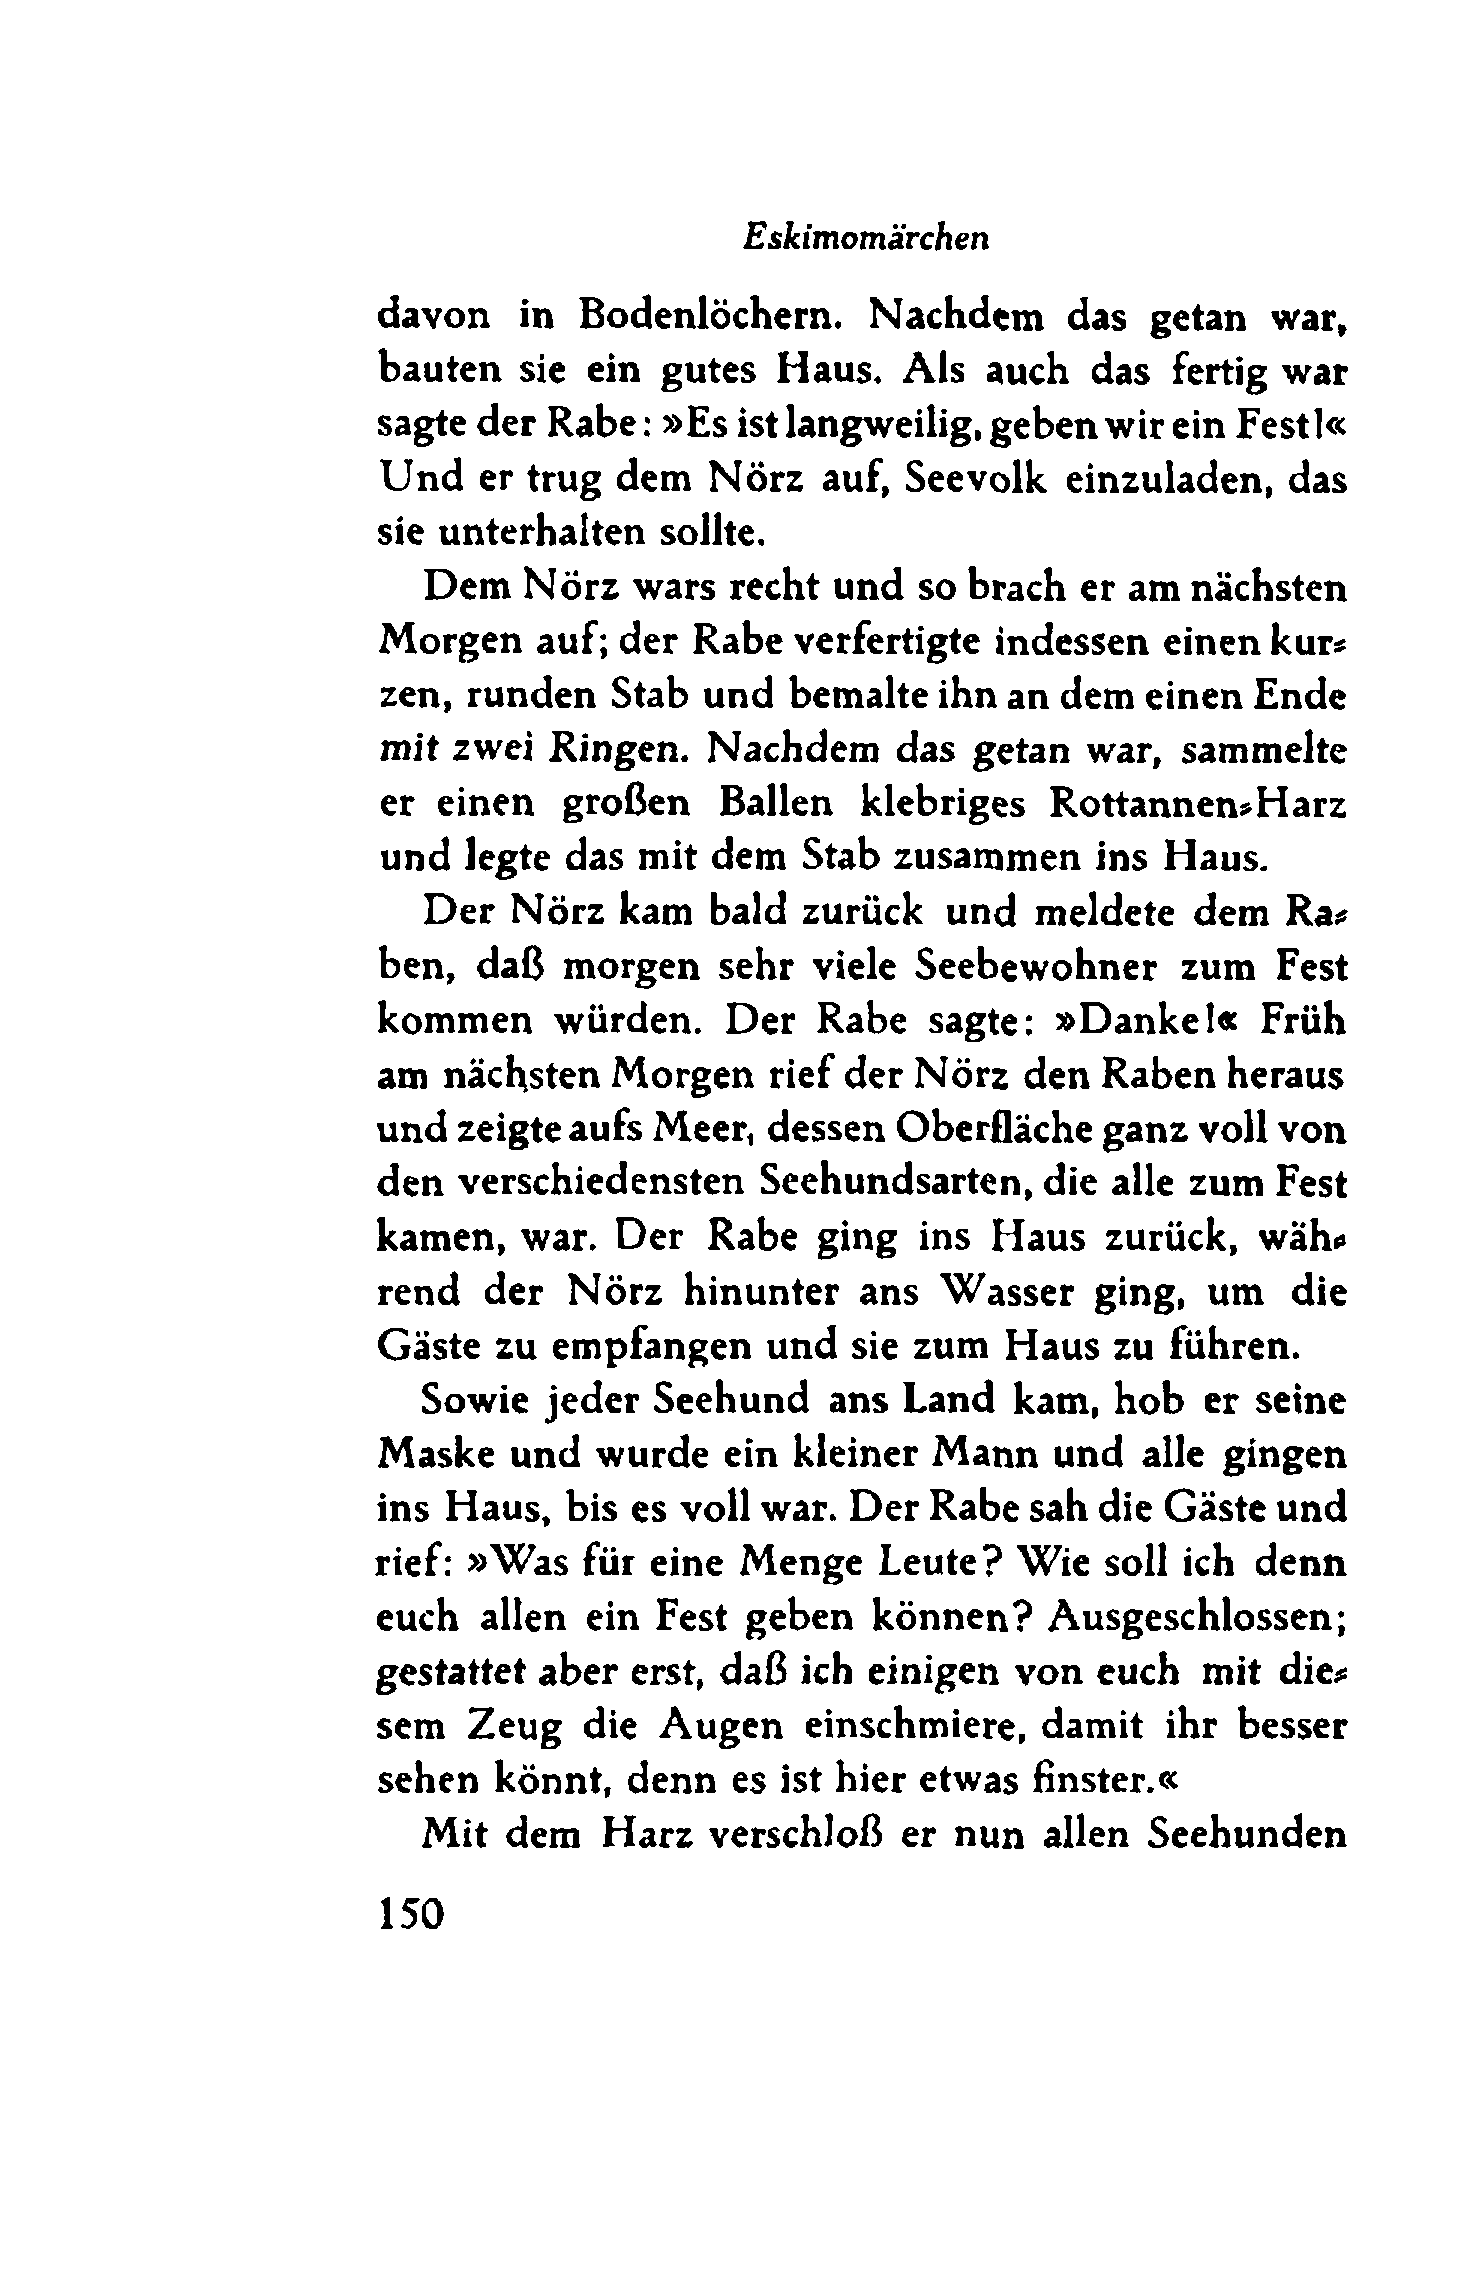 Eskimomärchen
davon in Bodenlöchern. Nachdem das getan war,
bauten sie ein gutes Haus. Als auch das fertig war
sagte der Rabe: »Es ist langweilig, geben wir ein Fest!«
Und er trug dem Nörz auf, Seevolk einzuladen, das
sie unterhalten sollte.
Dem Nörz wars recht und so brach er am nächsten
Morgen auf; der Rabe verfertigte indessen einen kur-
zen, runden Stab und bemalte ihn an dem einen Ende
mit zwei Ringen. Nachdem das getan war, sammelte
er einen großen Ballen klebriges Rottannen-Harz
und legte das mit dem Stab zusammen ins Haus.
Der Nörz kam bald zurück und meldete dem Ra-
ben, daß morgen sehr viele Seebewohner zum Fest
kommen würden. Der Rabe sagte: »Danke!« Früh
am nächsten Morgen rief der Nörz den Raben heraus
und zeigte aufs Meer, dessen Oberfläche ganz voll von
den verschiedensten Seehundsarten, die alle zum Fest
kamen, war. Der Rabe ging ins Haus zurück, wäh-
rend der Nörz hinunter ans Wasser ging, um die
Gäste zu empfangen und sie zum Haus zu führen.
Sowie jeder Seehund ans Land kam, hob er seine
Maske und wurde ein kleiner Mann und alle gingen
ins Haus, bis es voll war. Der Rabe sah die Gäste und
rief: »Was für eine Menge Leute? Wie soll ich denn
euch allen ein Fest geben können? Ausgeschlossen;
gestattet aber erst, daß ich einigen von euch mit die-
sem Zeug die Augen einschmiere, damit ihr besser
sehen könnt, denn es ist hier etwas finster.«
Mit dem Harz verschloß er nun allen Seehunden
150